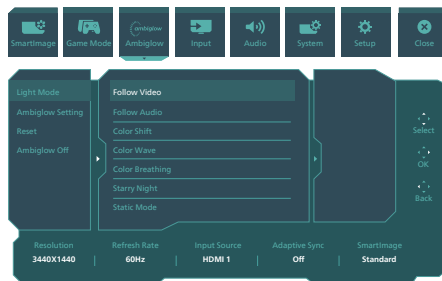 ambiglow
SmartImage
Game Mode
Ambiglow
Input
Audio
System
Setup
Close
Light Mode
Ambiglow Setting
Reset
Ambiglow Off
Follow Video
Follow Audio
Color Shift
Color Wave
Color Breathing
Starry Night
Static Mode
Select
OK
Back
Resolution
Refresh Rate
Input Source
Adaptive Sync
SmartImage
3440X1440
60Hz
HDMI 1
Off
Standard